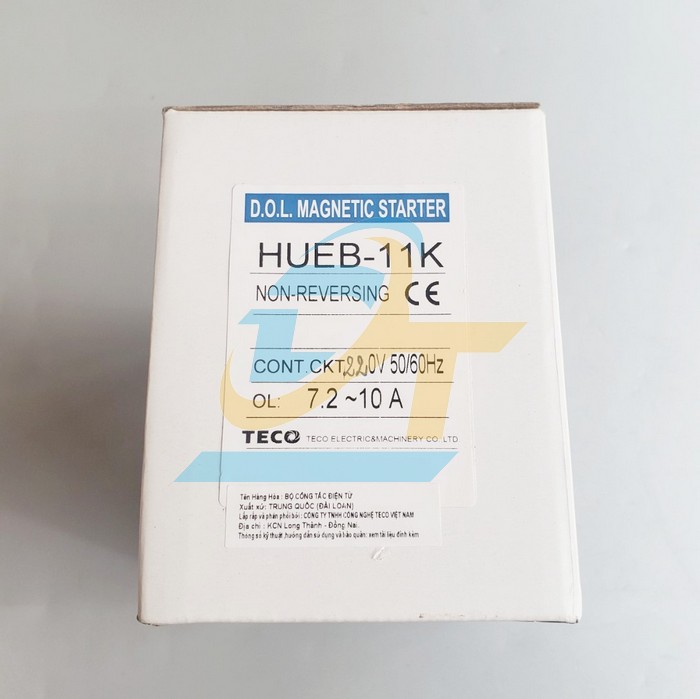 D.O.L. MAGNETIC STARTER
HUEB-11K
NON-REVERSING CE
CONT.CKT.220V 50/60Hz
OL: 7.2 ~10 A
TECO TECO ELECTRIC&MACHINERY CO. LTD
Tên Hàng Hóa : BỘ CÔNG TẮC ĐIỆN TỪ
Xuất xứ: TRUNG QUỐC (ĐÀI LOAN)
Lắp ráp và phân phối bởi : CÔNG TY TNHH CÔNG NGHỆ TECO VIỆT NAM
Địa chỉ : KCN Long Thành - Đồng Nai.
Thông số kỹ thuật ,hướng dẫn sử dụng và bảo quản: xem tài liệu đính kèm